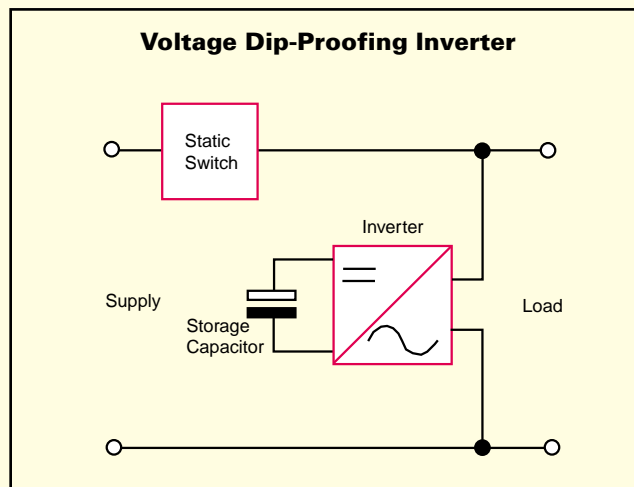 Voltage Dip-Proofing Inverter
Static
Switch
Inverter
Supply
Storage
Capacitor
Load